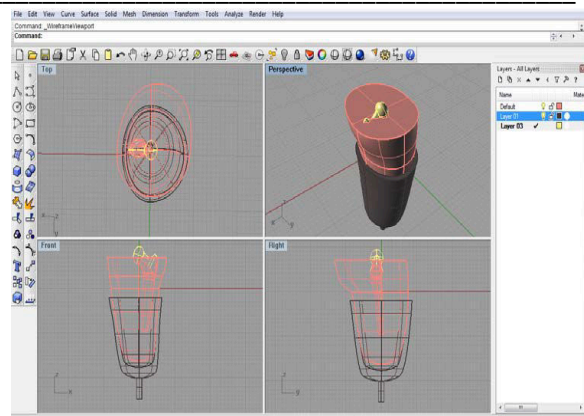 File Edit View Curve Surface Solid Mesh Dimension Transform Tools Analyze Render Help
Command: _WireframeViewport
Command:
Top
Perspective
Layers - All Layers
Name Mate
Default
Layer 01
Layer 03
Front
Right